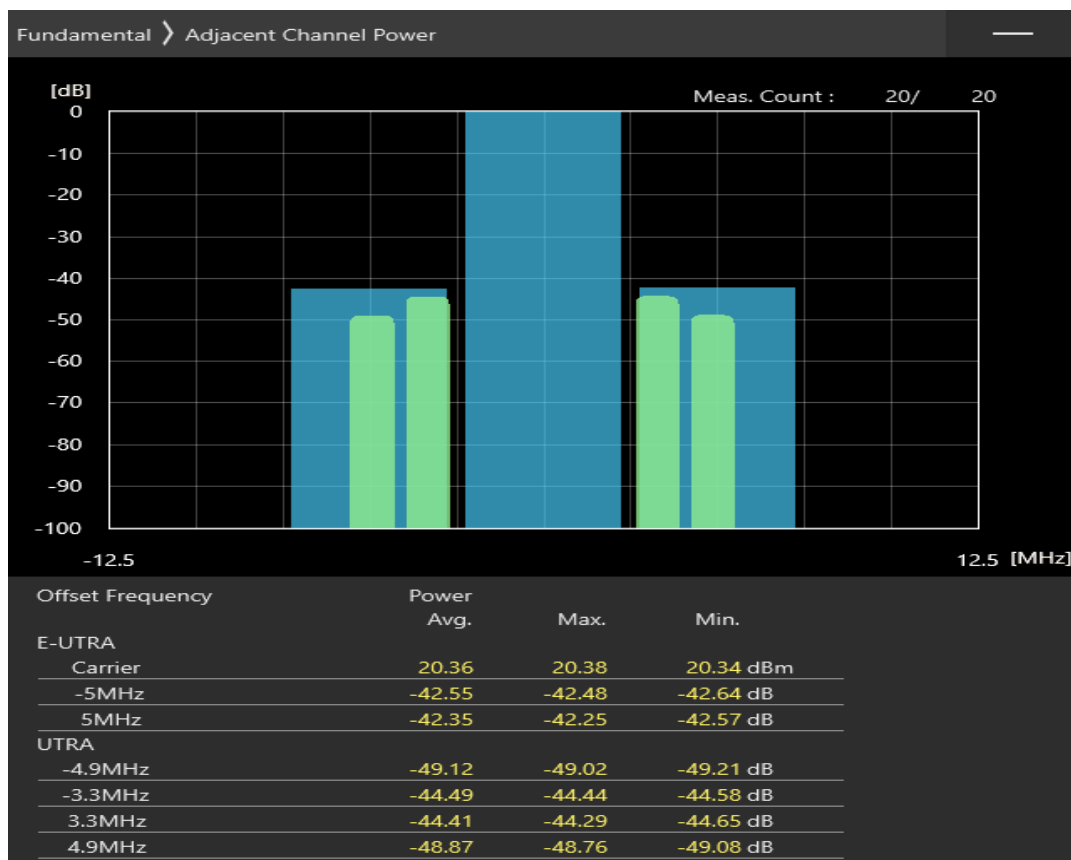 Fundamental ❯ Adjacent Channel Power
[dB]
Meas. Count : 20/ 20
0
-10
-20
-30
-40
-50
-60
-70
-80
-90
-100
-12.5 12.5 [MHz]
Offset Frequency Power
Avg. Max. Min.
E-UTRA
Carrier 20.36 20.38 20.34 dBm
-5MHz -42.55 -42.48 -42.64 dB
5MHz -42.35 -42.25 -42.57 dB
UTRA
-4.9MHz -49.12 -49.02 -49.21 dB
-3.3MHz -44.49 -44.44 -44.58 dB
3.3MHz -44.41 -44.29 -44.65 dB
4.9MHz -48.87 -48.76 -49.08 dB